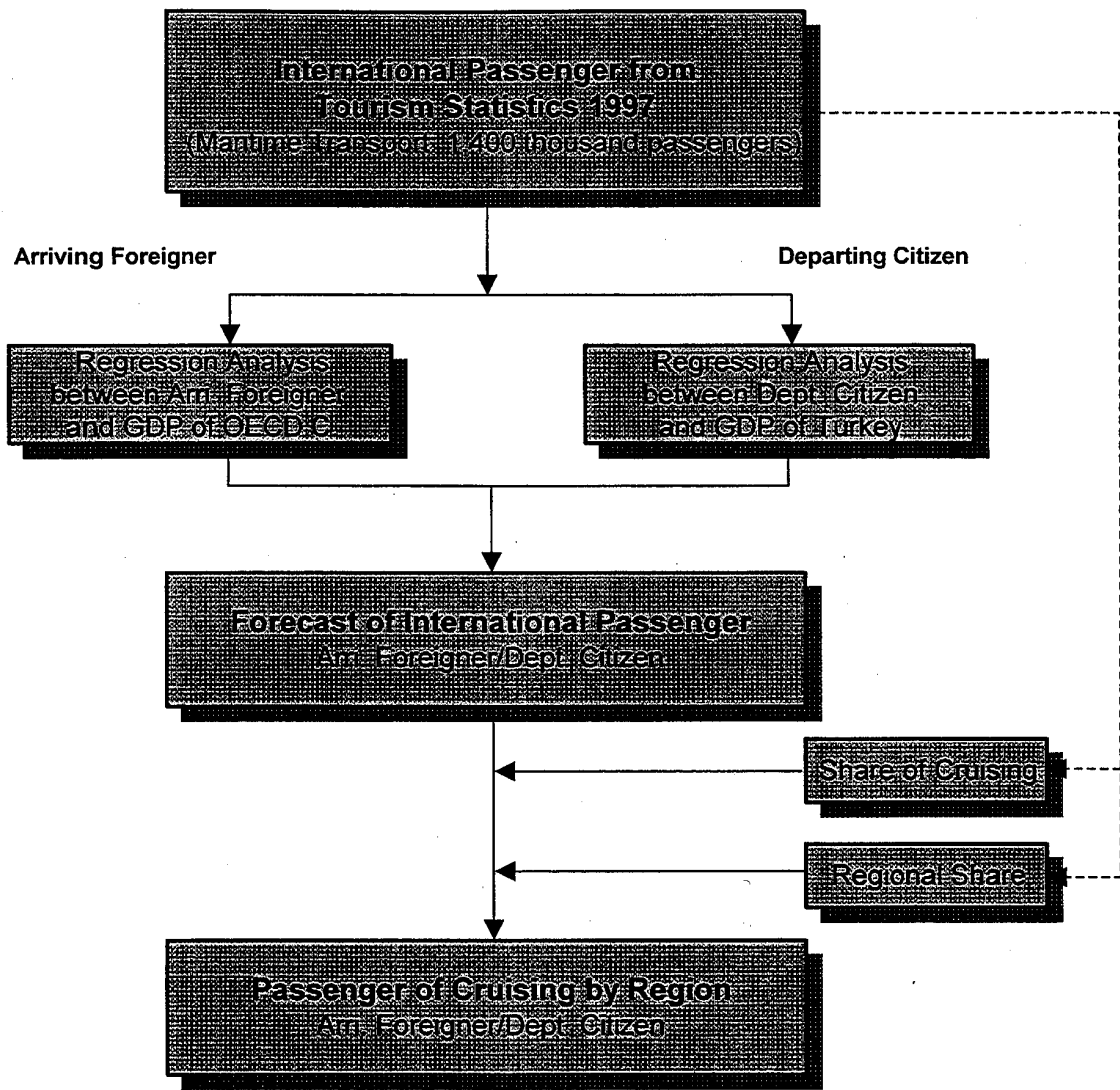 International Passenger from
Tourism Statistics 1997
(Maritime Transport: 1,490 thousand passengers)
Arriving Foreigner
Departing Citizen
Regression Analysis
between Arr. Foreigner
and GDP of OECD C.
Regression Analysis
between Dept. Citizen
and GDP of Turkey
Forecast of International Passenger
Arr. Foreigner/Dept. Citizen
Share of Cruising
Regional Share
Passenger of Cruising by Region
Arr. Foreigner/Dept. Citizen